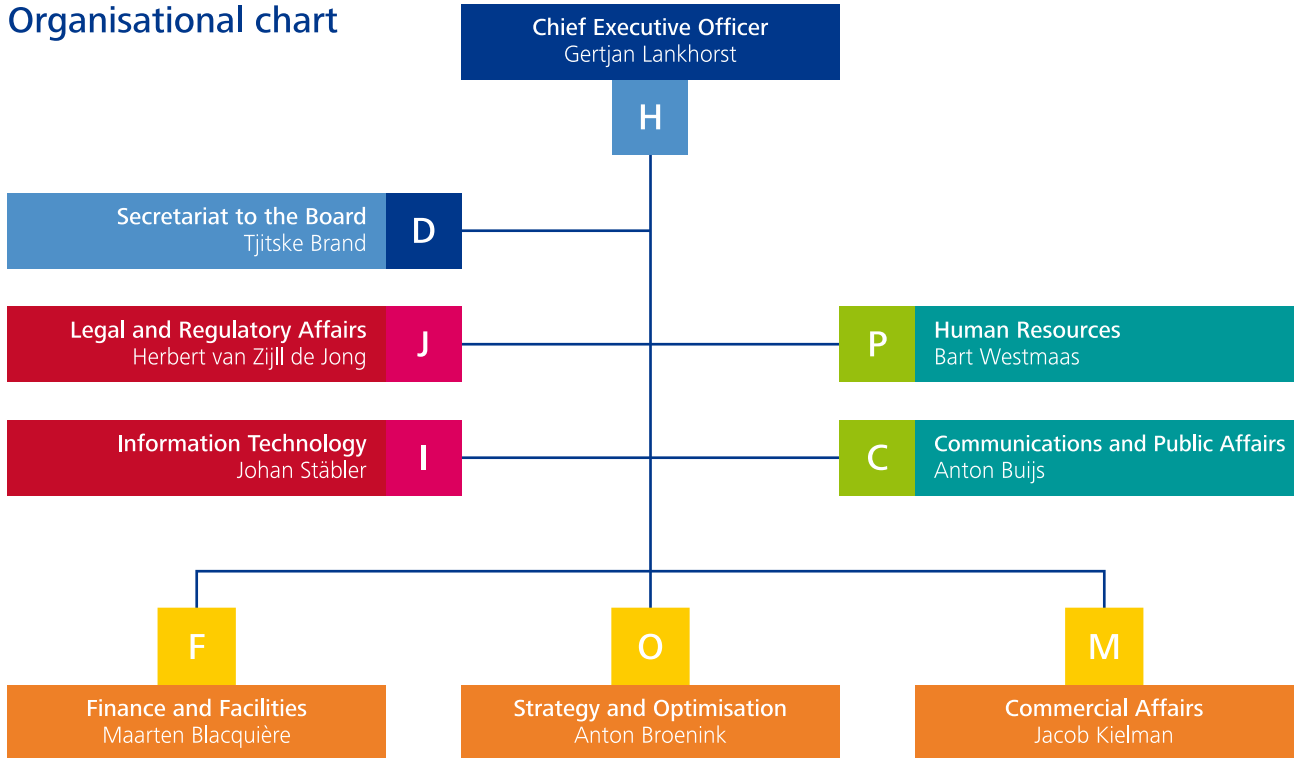 Organisational chart
Chief Executive Officer
Gertjan Lankhorst
H
Secretariat to the Board
Tjitske Brand
D
Legal and Regulatory Affairs
Herbert van Zijll de Jong
J
P
Human Resources
Bart Westmaas
Information Technology
Johan Stäbler
I
C
Communications and Public Affairs
Anton Buijs
F
Finance and Facilities
Maarten Blacquière
O
Strategy and Optimisation
Anton Broenink
M
Commercial Affairs
Jacob Kielman